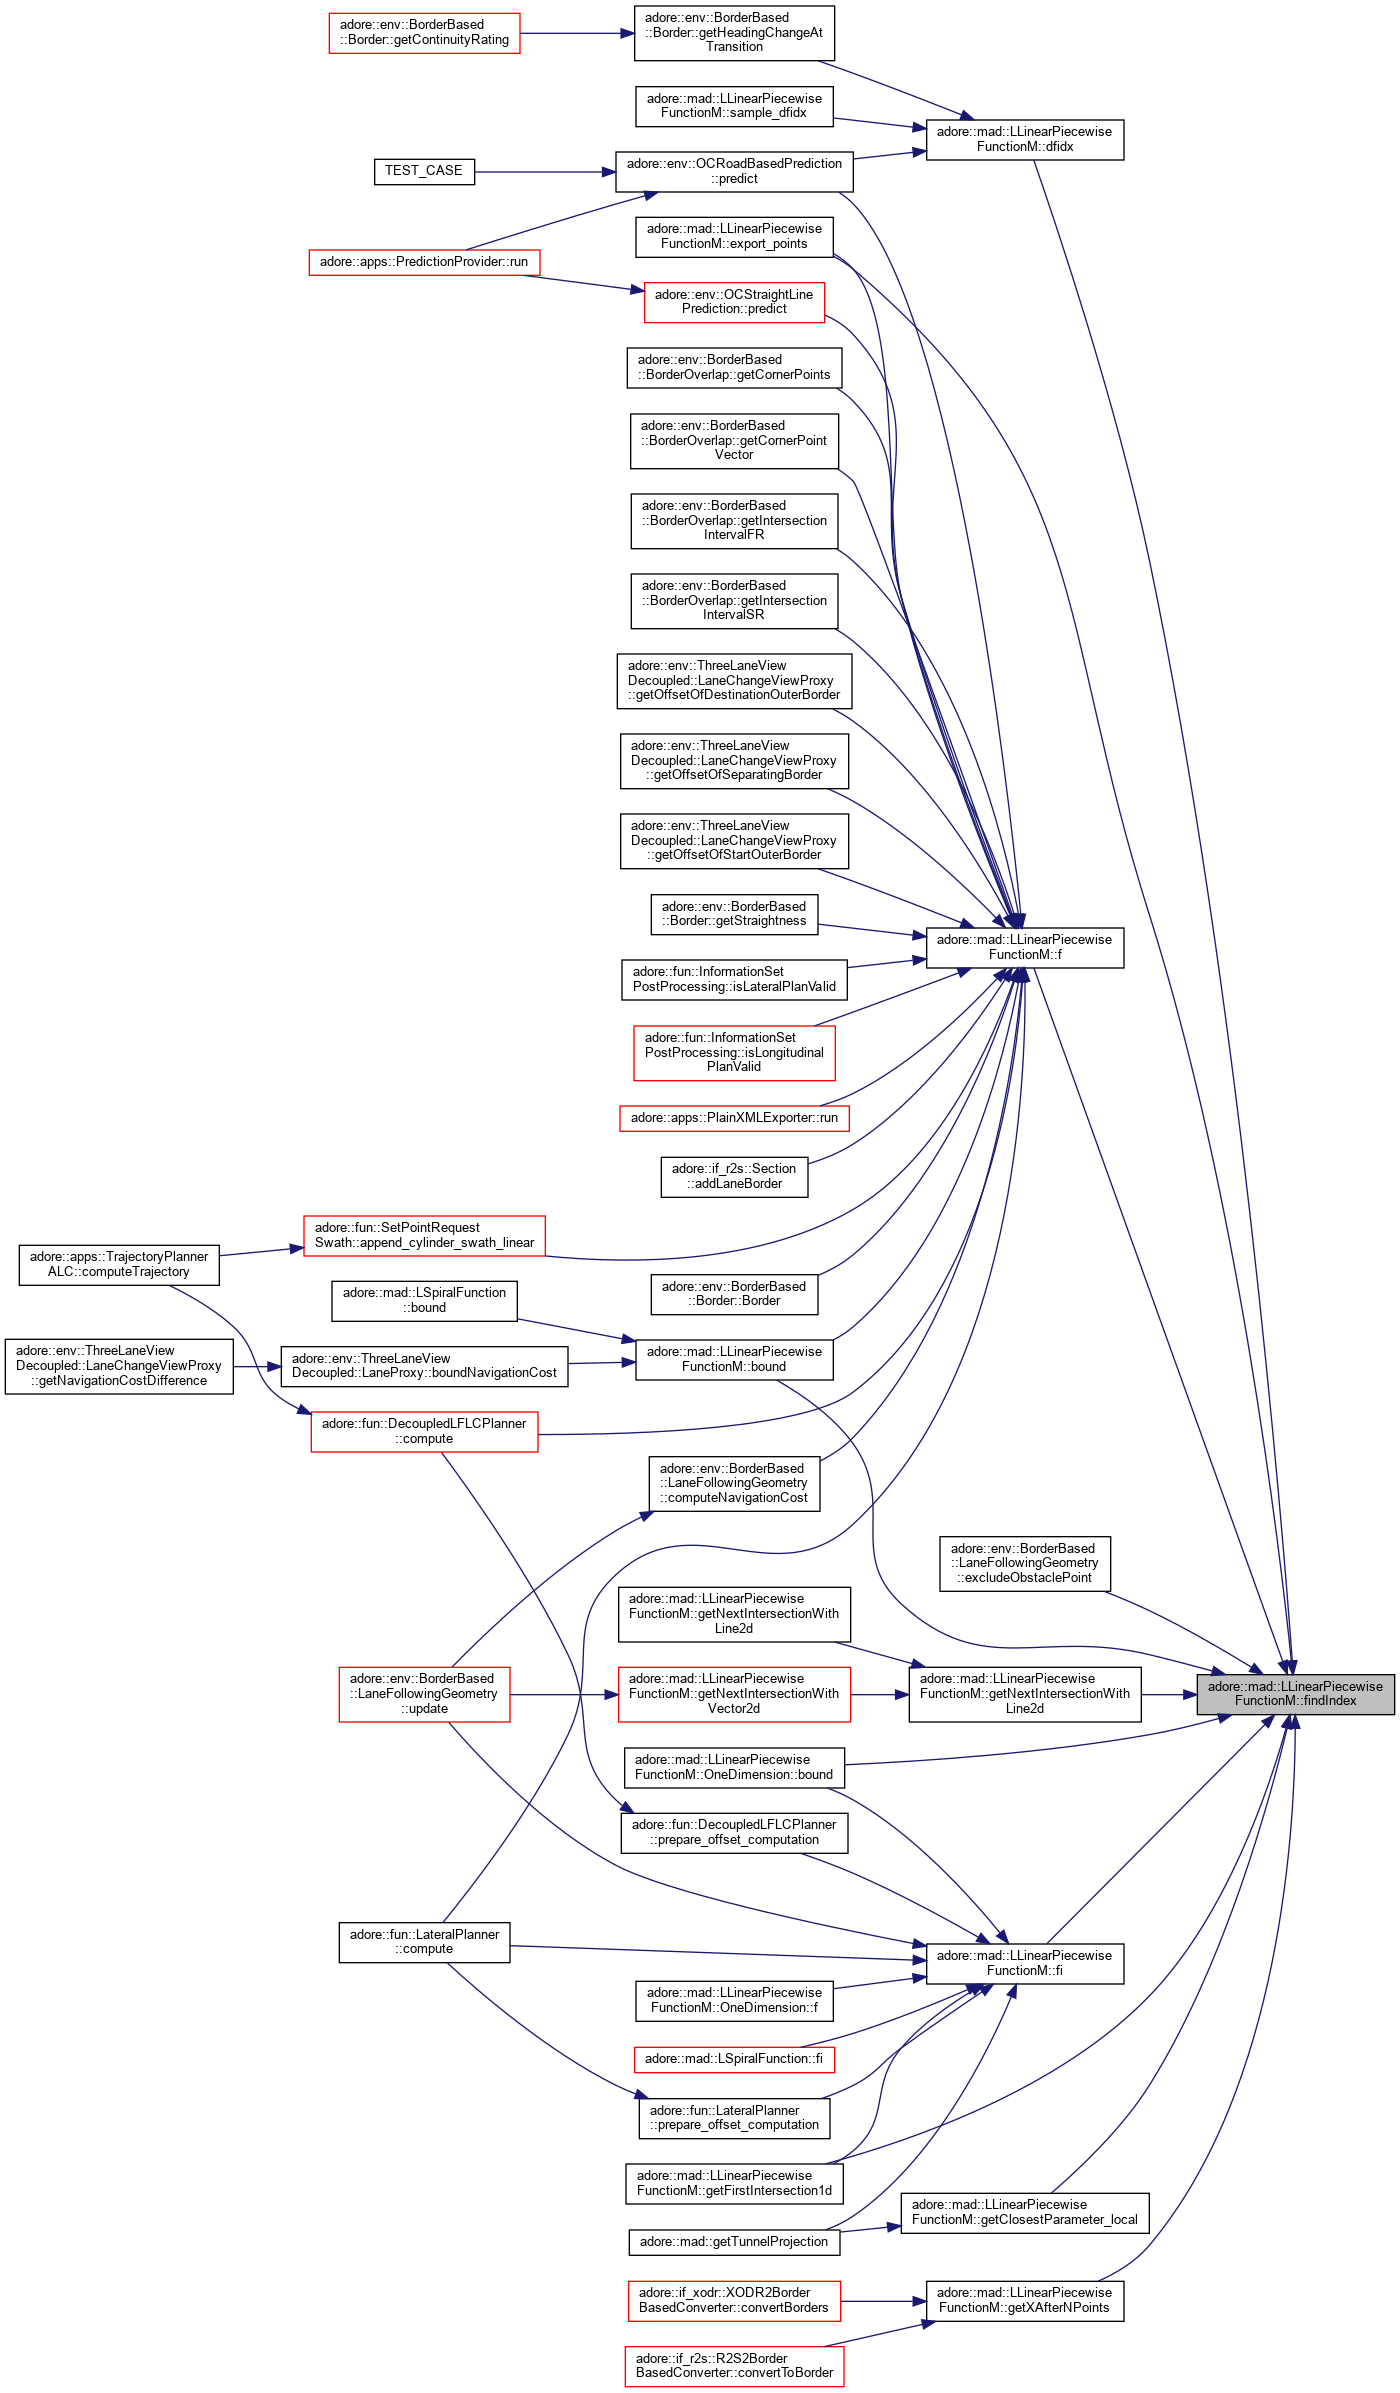 adore::env::BorderBased
::Border::getContinuityRating
adore::env::BorderBased
::Border::getHeadingChangeAt
Transition
adore::mad::LLinearPiecewise
FunctionM::sample_dfidx
adore::mad::LLinearPiecewise
FunctionM::dfidx
TEST_CASE
adore::env::OCRoadBasedPrediction
::predict
adore::mad::LLinearPiecewise
FunctionM::export_points
adore::apps::PredictionProvider::run
adore::env::OCStraightLine
Prediction::predict
adore::env::BorderBased
::BorderOverlap::getCornerPoints
adore::env::BorderBased
::BorderOverlap::getCornerPoint
Vector
adore::env::BorderBased
::BorderOverlap::getIntersection
IntervalFR
adore::env::BorderBased
::BorderOverlap::getIntersection
IntervalSR
adore::env::ThreeLaneView
Decoupled::LaneChangeViewProxy
::getOffsetOfDestinationOuterBorder
adore::env::ThreeLaneView
Decoupled::LaneChangeViewProxy
::getOffsetOfSeparatingBorder
adore::env::ThreeLaneView
Decoupled::LaneChangeViewProxy
::getOffsetOfStartOuterBorder
adore::env::BorderBased
::Border::getStraightness
adore::mad::LLinearPiecewise
FunctionM::f
adore::fun::InformationSet
PostProcessing::isLateralPlanValid
adore::fun::InformationSet
PostProcessing::isLongitudinal
PlanValid
adore::apps::PlainXMLExporter::run
adore::if_r2s::Section
::addLaneBorder
adore::fun::SetPointRequest
Swath::append_cylinder_swath_linear
adore::apps::TrajectoryPlanner
ALC::computeTrajectory
adore::env::BorderBased
::Border::Border
adore::mad::LSpiralFunction
::bound
adore::env::ThreeLaneView
Decoupled::LaneChangeViewProxy
::getNavigationCostDifference
adore::env::ThreeLaneView
Decoupled::LaneProxy::boundNavigationCost
adore::mad::LLinearPiecewise
FunctionM::bound
adore::fun::DecoupledLFLCPlanner
::compute
adore::env::BorderBased
::LaneFollowingGeometry
::computeNavigationCost
adore::env::BorderBased
::LaneFollowingGeometry
::excludeObstaclePoint
adore::mad::LLinearPiecewise
FunctionM::getNextIntersectionWith
Line2d
adore::env::BorderBased
::LaneFollowingGeometry
::update
adore::mad::LLinearPiecewise
FunctionM::getNextIntersectionWith
Vector2d
adore::mad::LLinearPiecewise
FunctionM::getNextIntersectionWith
Line2d
adore::mad::LLinearPiecewise
FunctionM::findIndex
adore::mad::LLinearPiecewise
FunctionM::OneDimension::bound
adore::fun::DecoupledLFLCPlanner
::prepare_offset_computation
adore::fun::LateralPlanner
::compute
adore::mad::LLinearPiecewise
FunctionM::fi
adore::mad::LLinearPiecewise
FunctionM::OneDimension::f
adore::mad::LSpiralFunction::fi
adore::fun::LateralPlanner
::prepare_offset_computation
adore::mad::LLinearPiecewise
FunctionM::getFirstIntersection1d
adore::mad::LLinearPiecewise
FunctionM::getClosestParameter_local
adore::mad::getTunnelProjection
adore::if_xodr::XODR2Border
BasedConverter::convertBorders
adore::mad::LLinearPiecewise
FunctionM::getXAfterNPoints
adore::if_r2s::R2S2Border
BasedConverter::convertToBorder